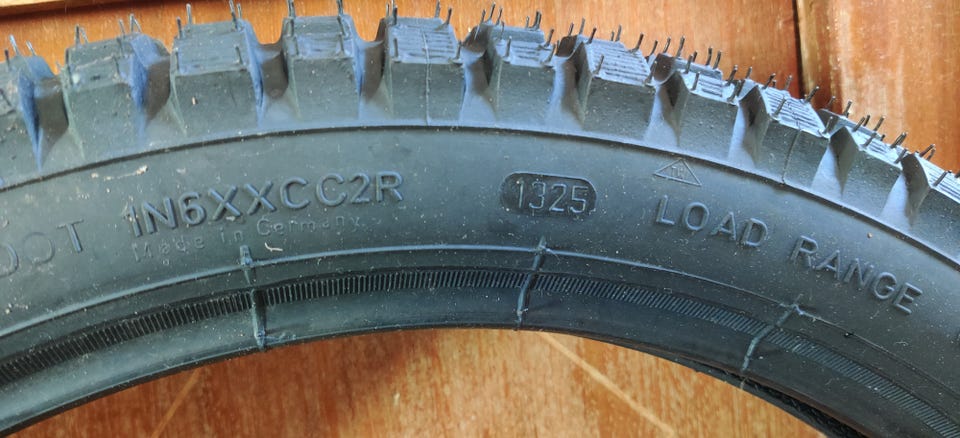 DOT 1N6XXCC2R
Made in Germany
1325
LOAD RANGE